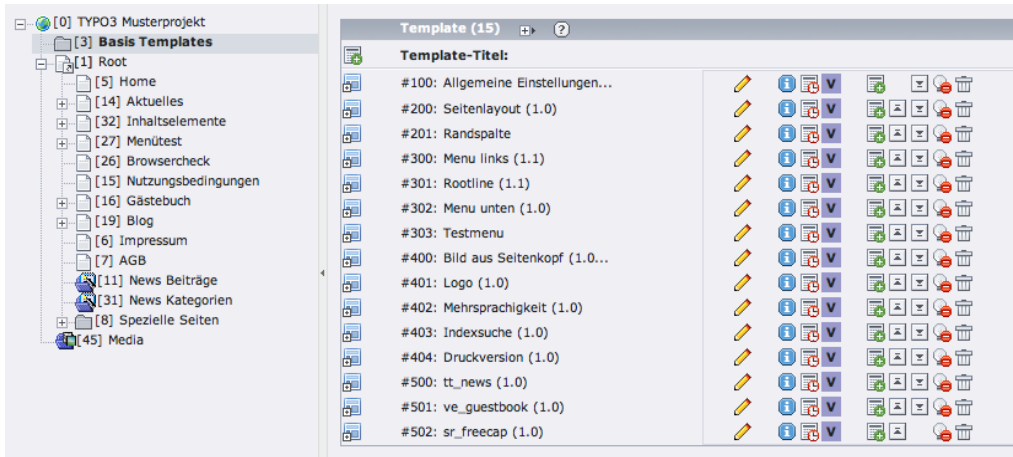 [0] TYPO3 Musterprojekt
[3] Basis Templates
[1] Root
[5] Home
[14] Aktuelles
[32] Inhaltselemente
[27] Menütest
[26] Browsercheck
[15] Nutzungsbedingungen
[16] Gästebuch
[19] Blog
[6] Impressum
[7] AGB
[11] News Beiträge
[31] News Kategorien
[8] Spezielle Seiten
[45] Media
Template (15)
Template-Titel:
#100: Allgemeine Einstellungen...
#200: Seitenlayout (1.0)
#201: Randspalte
#300: Menu links (1.1)
#301: Rootline (1.1)
#302: Menu unten (1.0)
#303: Testmenu
#400: Bild aus Seitenkopf (1.0...
#401: Logo (1.0)
#402: Mehrsprachigkeit (1.0)
#403: Indexsuche (1.0)
#404: Druckversion (1.0)
#500: tt_news (1.0)
#501: ve_guestbook (1.0)
#502: sr_freecap (1.0)